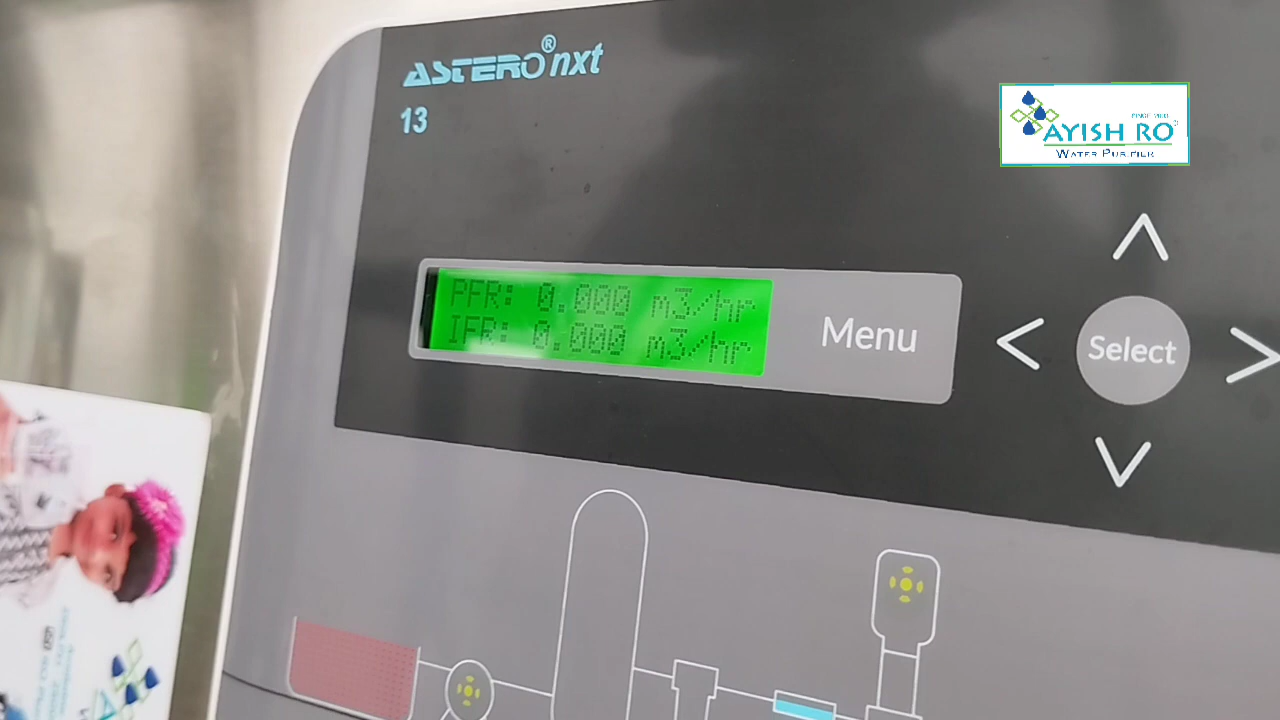 ASTERO® nxt
13
AYISH RO
WATER PURIFIER
PFR: 0.000 m3/hr
IFR: 0.000 m3/hr
Menu
Select